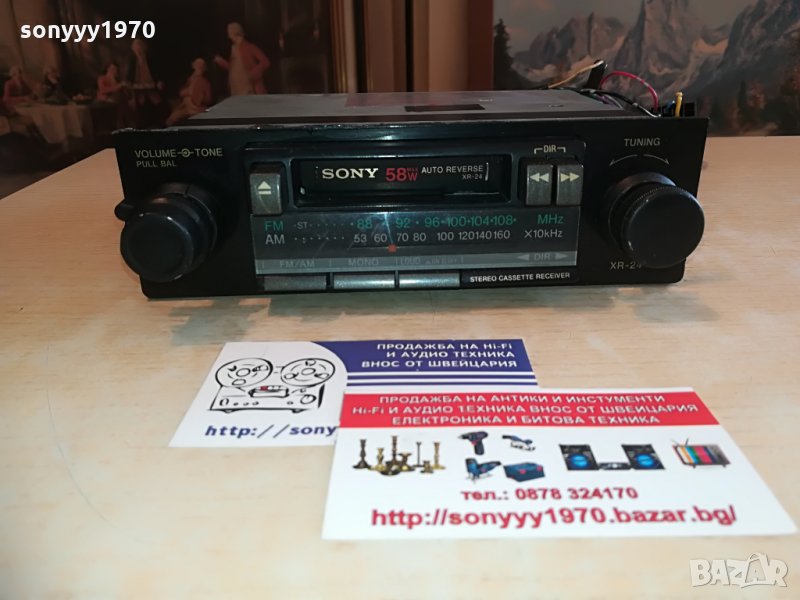 sonyyy1970
VOLUME TONE
PULL BAL
SONY 58W MAX AUTO REVERSE
XR-24
DIR
TUNING
FM ST 88 92 96 100 104 108 MHz
AM 53 60 70 80 100 120 140 160 X10kHz
FM/AM MONO LOUD DIR
STEREO CASSETTE RECEIVER
XR-24
ПРОДАЖБА НА Hi-Fi
И АУДИО ТЕХНИКА
ВНОС ОТ ШВЕЙЦАРИЯ
http://sony
ПРОДАЖБА НА АНТИКИ И ИНСТУМЕНТИ
Hi-Fi И АУДИО ТЕХНИКА ВНОС ОТ ШВЕЙЦАРИЯ
ЕЛЕКТРОНИКА И БИТОВА ТЕХНИКА
тел.: 0878 324170
http://sonyyy1970.bazar.bg/
BAZAR